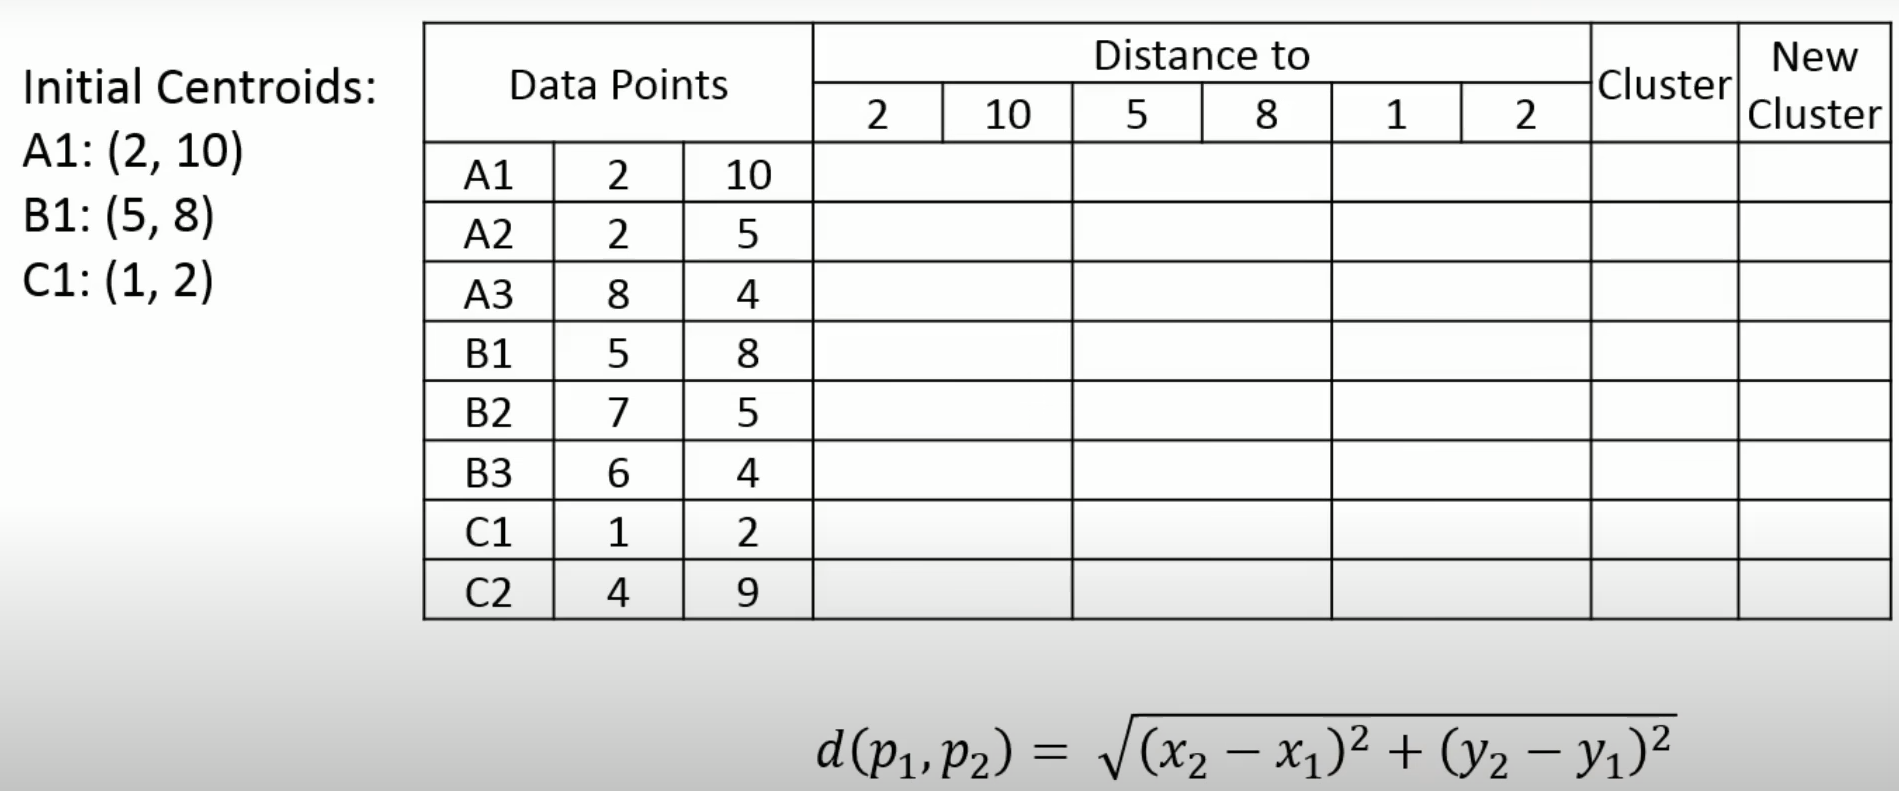 Initial Centroids:
A1: (2, 10)
B1: (5, 8)
C1: (1, 2)
Data Points Distance to Cluster New Cluster
2 10 5 8 1 2
A1 2 10
A2 2 5
A3 8 4
B1 5 8
B2 7 5
B3 6 4
C1 1 2
C2 4 9
d(p₁, p₂) = √(x₂ − x₁)² + (y₂ − y₁)²